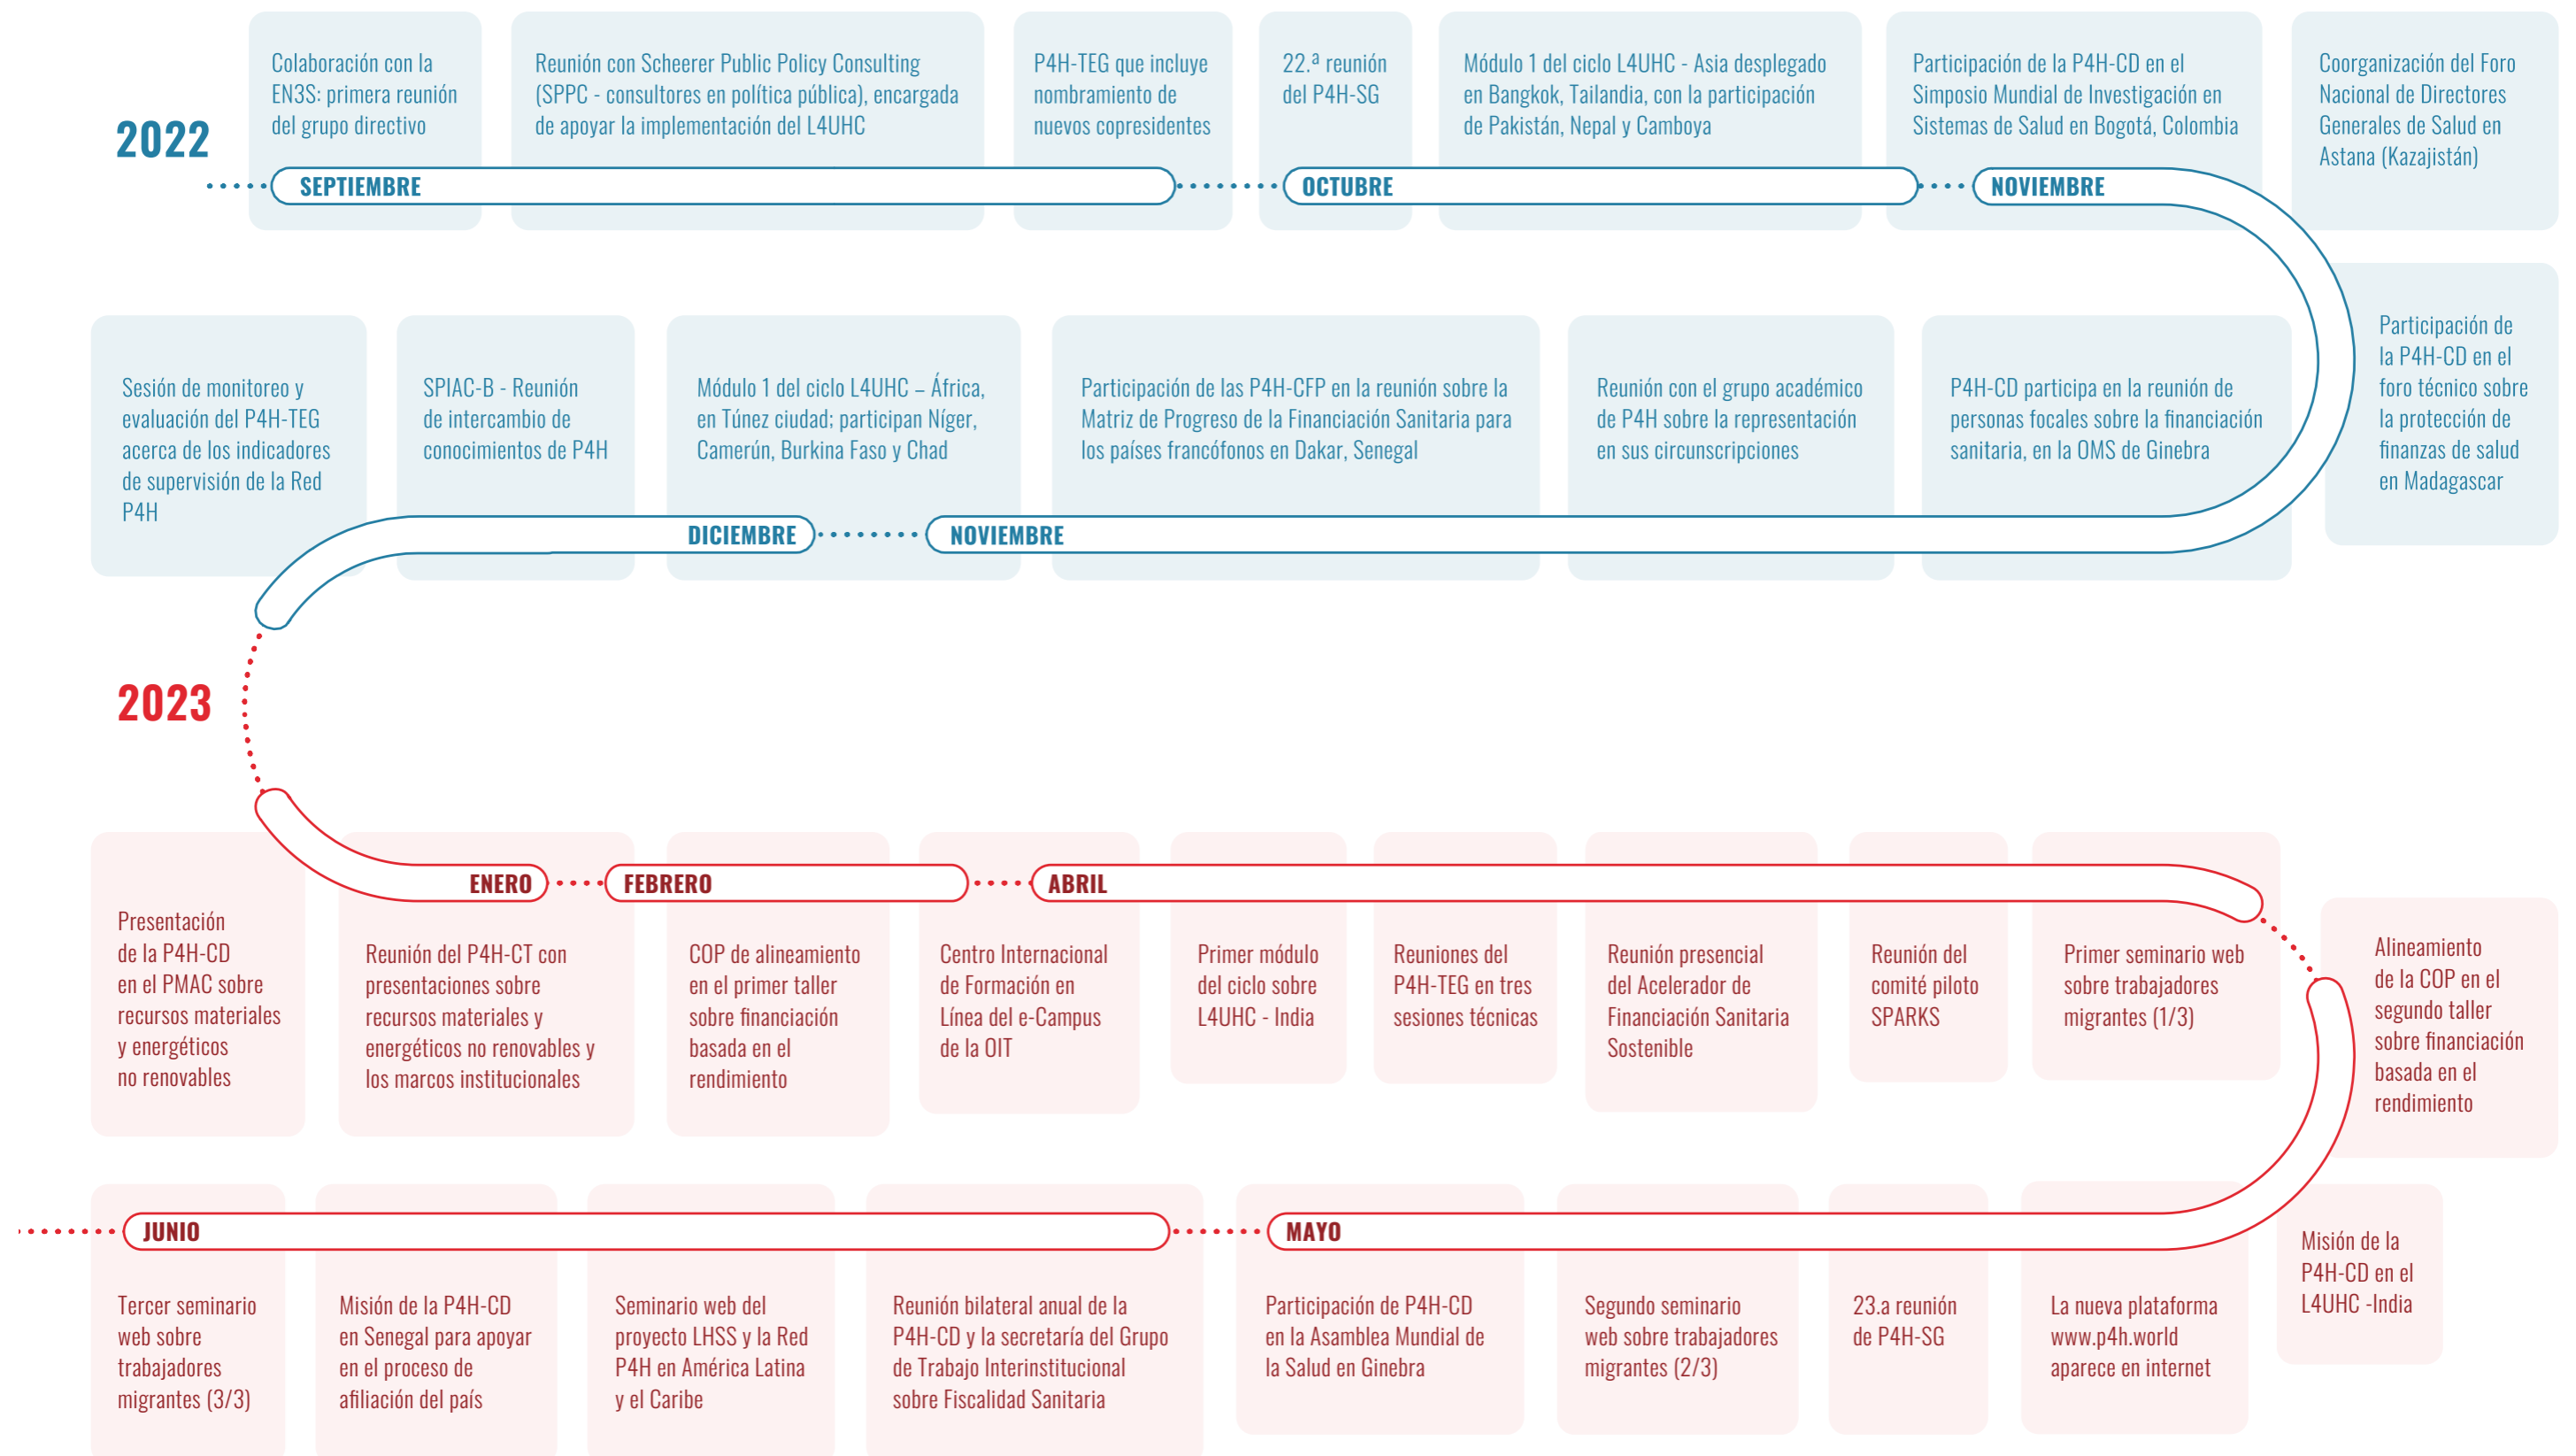 2022
Colaboración con la
EN3S: primera reunión
del grupo directivo
Reunión con Scheerer Public Policy Consulting
(SPPC - consultores en política pública), encargada
de apoyar la implementación del L4UHC
P4H-TEG que incluye
nombramiento de
nuevos copresidentes
22.ª reunión
del P4H-SG
Módulo 1 del ciclo L4UHC - Asia desplegado
en Bangkok, Tailandia, con la participación
de Pakistán, Nepal y Camboya
Participación de la P4H-CD en el
Simposio Mundial de Investigación en
Sistemas de Salud en Bogotá, Colombia
Coorganización del Foro
Nacional de Directores
Generales de Salud en
Astana (Kazajistán)
SEPTIEMBRE
OCTUBRE
NOVIEMBRE
Participación de
la P4H-CD en el
foro técnico sobre
la protección de
finanzas de salud
en Madagascar
Sesión de monitoreo y
evaluación del P4H-TEG
acerca de los indicadores
de supervisión de la Red
P4H
SPIAC-B - Reunión
de intercambio de
conocimientos de P4H
Módulo 1 del ciclo L4UHC – África,
en Túnez ciudad; participan Níger,
Camerún, Burkina Faso y Chad
Participación de las P4H-CFP en la reunión sobre la
Matriz de Progreso de la Financiación Sanitaria para
los países francófonos en Dakar, Senegal
Reunión con el grupo académico
de P4H sobre la representación
en sus circunscripciones
P4H-CD participa en la reunión de
personas focales sobre la financiación
sanitaria, en la OMS de Ginebra
DICIEMBRE
NOVIEMBRE
2023
ENERO
FEBRERO
ABRIL
Presentación
de la P4H-CD
en el PMAC sobre
recursos materiales
y energéticos
no renovables
Reunión del P4H-CT con
presentaciones sobre
recursos materiales y
energéticos no renovables y
los marcos institucionales
COP de alineamiento
en el primer taller
sobre financiación
basada en el
rendimiento
Centro Internacional
de Formación en
Línea del e-Campus
de la OIT
Primer módulo
del ciclo sobre
L4UHC - India
Reuniones del
P4H-TEG en tres
sesiones técnicas
Reunión presencial
del Acelerador de
Financiación Sanitaria
Sostenible
Reunión del
comité piloto
SPARKS
Primer seminario web
sobre trabajadores
migrantes (1/3)
Alineamiento
de la COP en el
segundo taller
sobre financiación
basada en el
rendimiento
JUNIO
MAYO
Tercer seminario
web sobre
trabajadores
migrantes (3/3)
Misión de la P4H-CD
en Senegal para apoyar
en el proceso de
afiliación del país
Seminario web del
proyecto LHSS y la Red
P4H en América Latina
y el Caribe
Reunión bilateral anual de la
P4H-CD y la secretaría del Grupo
de Trabajo Interinstitucional
sobre Fiscalidad Sanitaria
Participación de P4H-CD
en la Asamblea Mundial de
la Salud en Ginebra
Segundo seminario
web sobre trabajadores
migrantes (2/3)
23.a reunión
de P4H-SG
La nueva plataforma
www.p4h.world
aparece en internet
Misión de la
P4H-CD en el
L4UHC -India